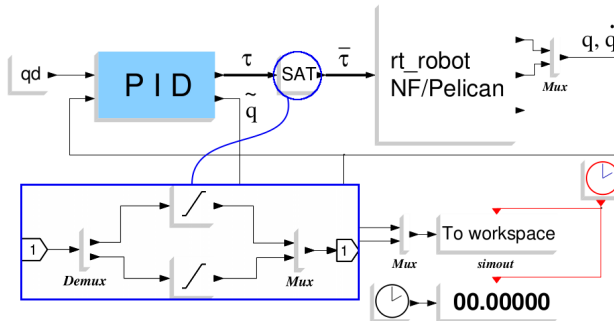 qd
P I D
τ
q̃
SAT
τ̄
rt_robot
NF/Pelican
Mux
q, q̇
1
Demux
Mux
1
Mux
To workspace
simout
00.00000